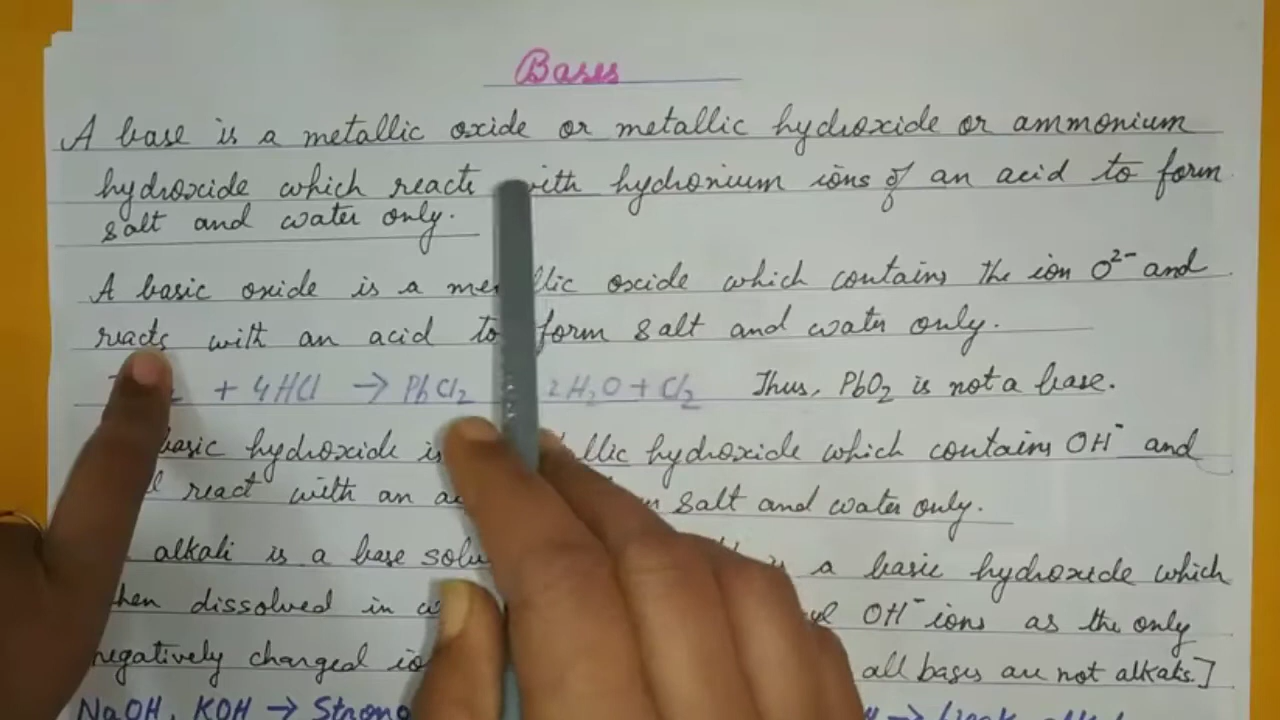 Bases
A base is a metallic oxide or metallic hydroxide or ammonium
hydroxide which reacts with hydronium ions of an acid to form
salt and water only.
A basic oxide is a metallic oxide which contains the ion O²⁻ and
reacts with an acid to form salt and water only.
+ 4HCl → PbCl₂ 2H₂O + Cl₂ Thus, PbO₂ is not a base.
basic hydroxide is hydroxide which contains OH⁻ and
react with an salt and water only.
alkali is a base a basic hydroxide which
dissolved in OH⁻ ions as the only
negatively charged all bases are not alkalis]
NaOH, KOH → Strong